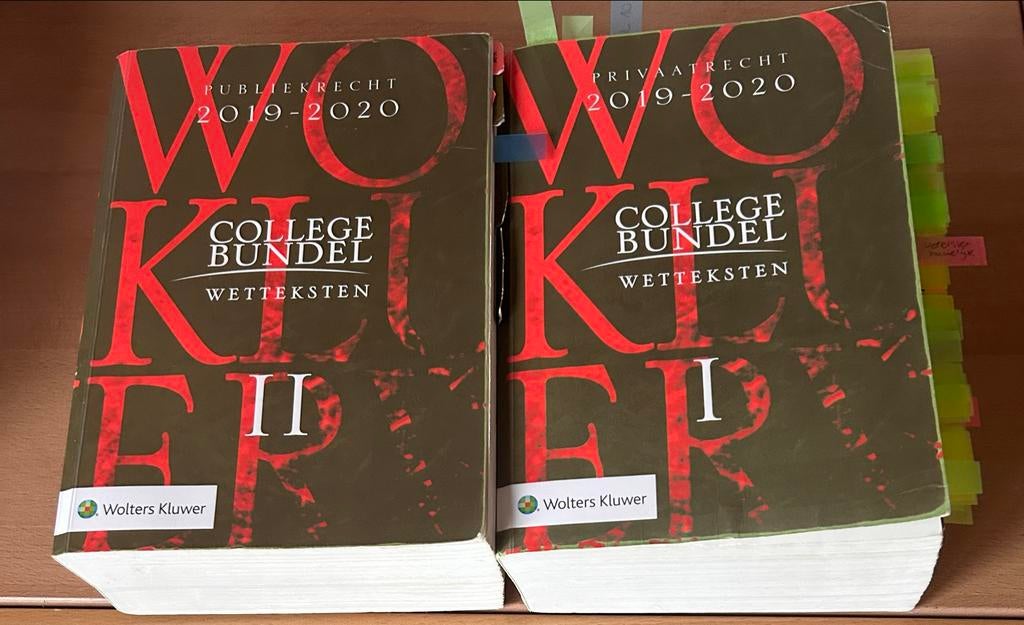 PUBLIEKRECHT
2019-2020
COLLEGE
BUNDEL
WETTEKSTEN
II
WO
KLU
ER
Wolters Kluwer
PRIVAATRECHT
2019-2020
COLLEGE
BUNDEL
WETTEKSTEN
I
WO
KLU
ER
Wolters Kluwer